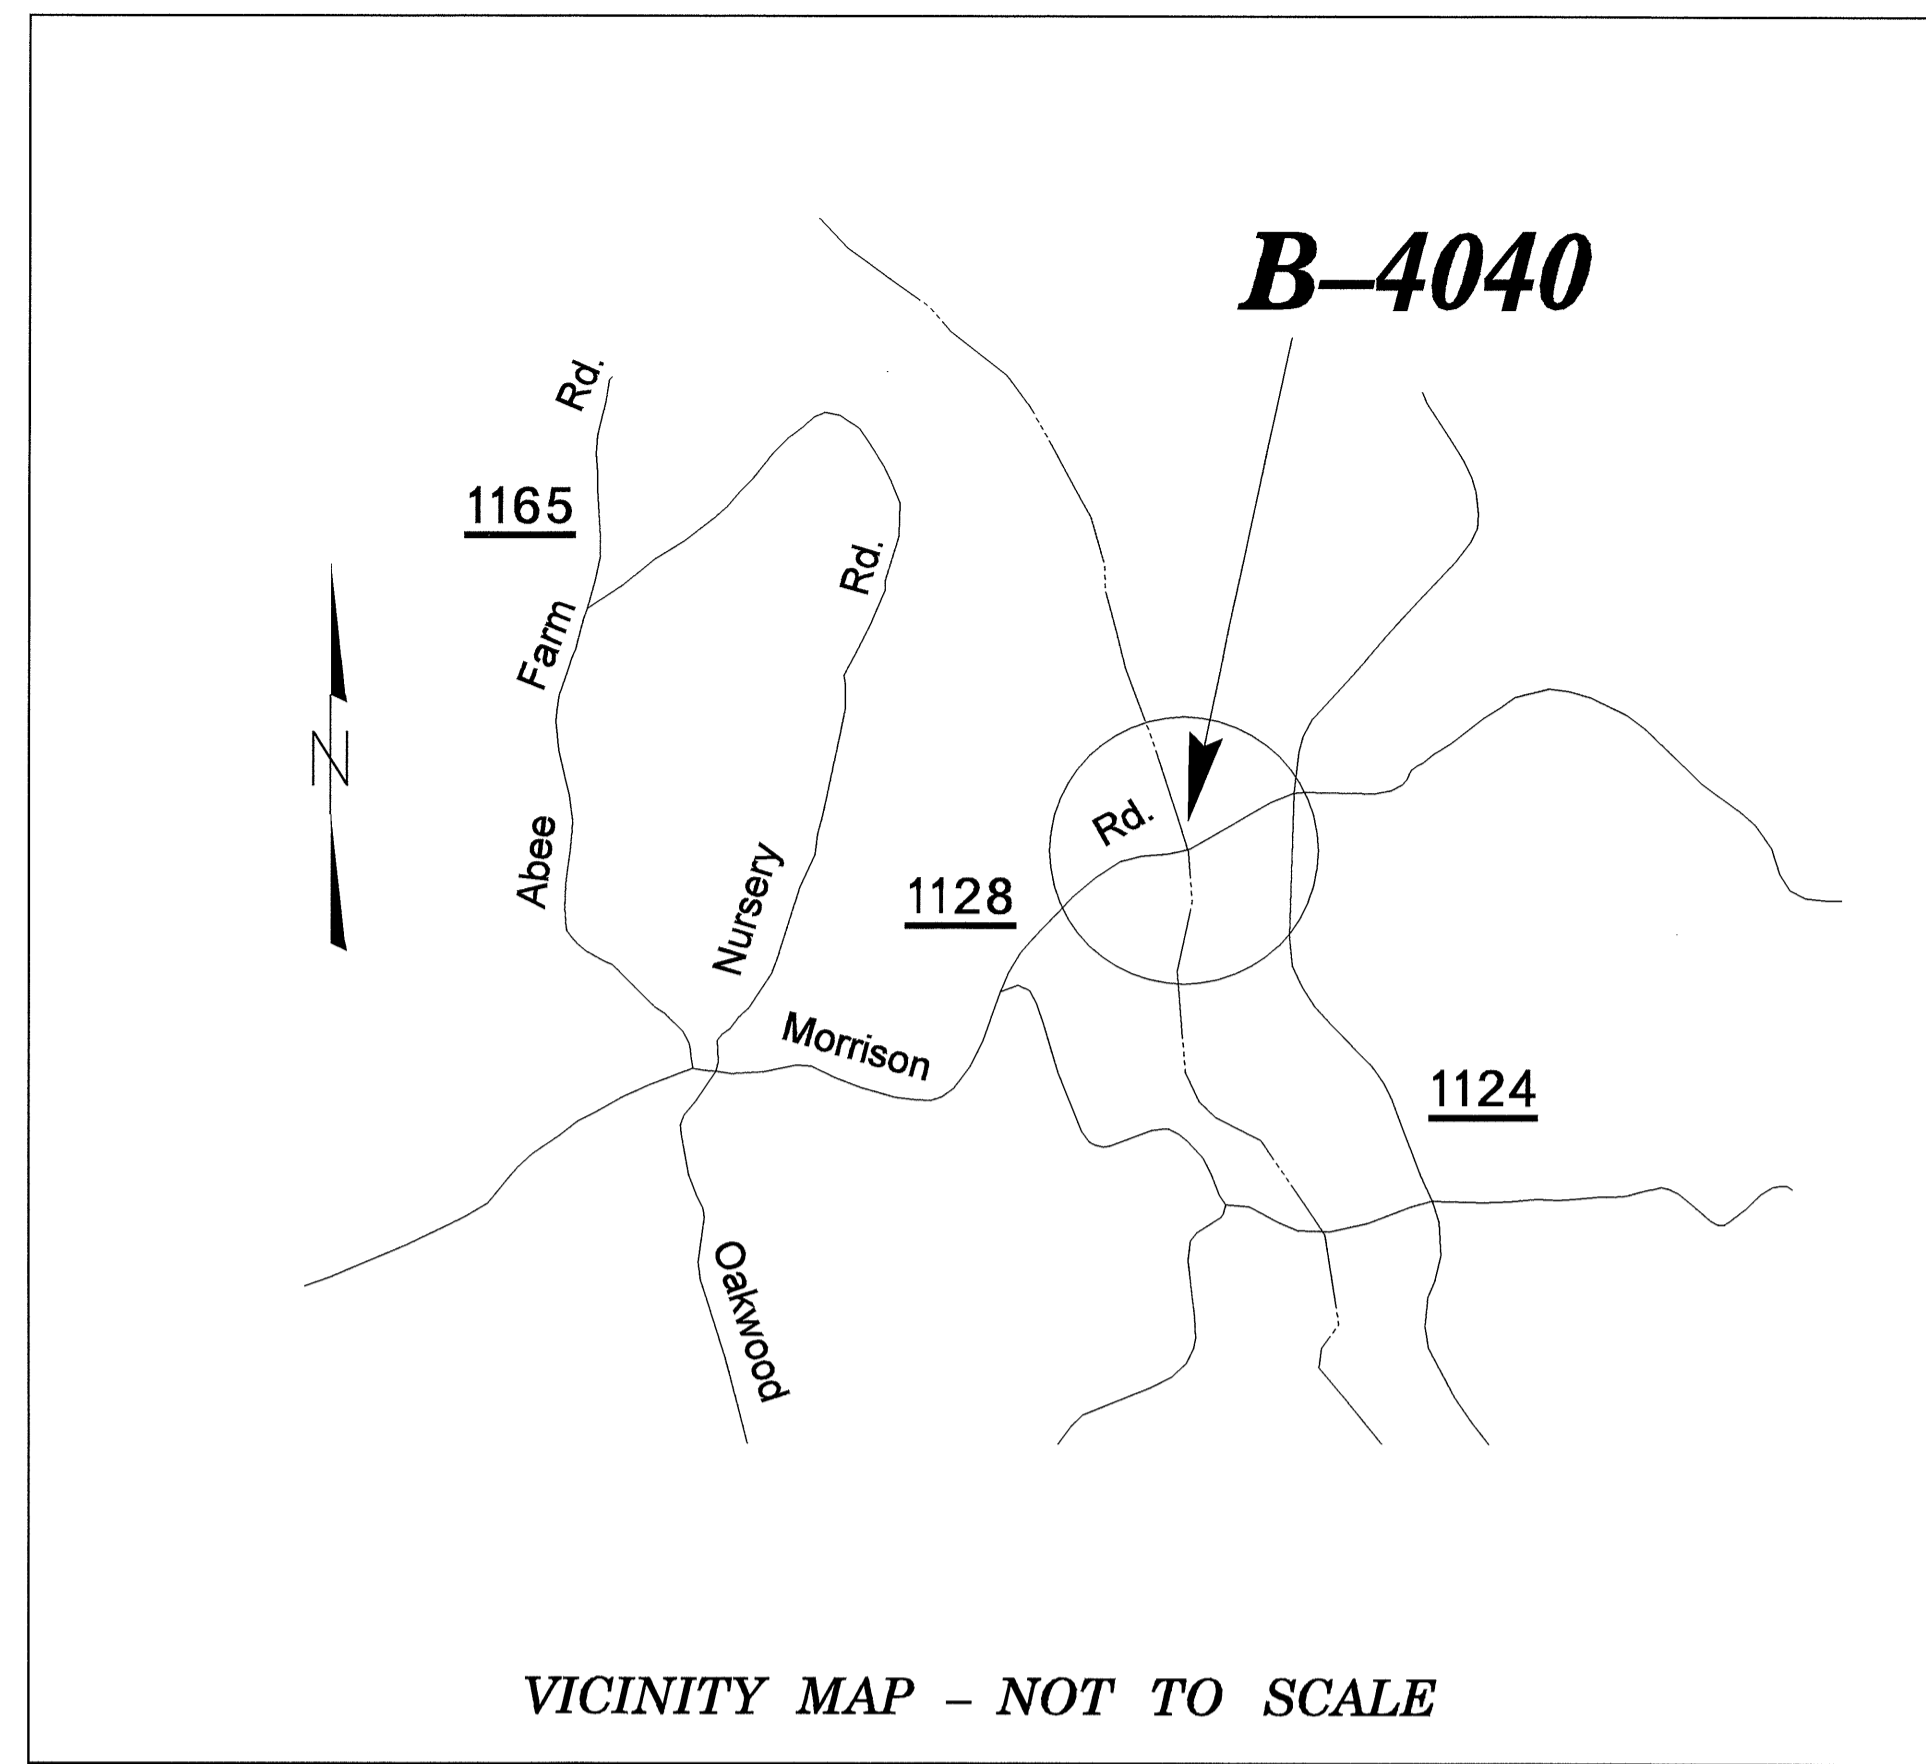 B–4040
Rd.
1165
Farm
Abee
Rd.
Nursery
N
Rd.
1128
Morrison
1124
Oakwood
VICINITY MAP – NOT TO SCALE